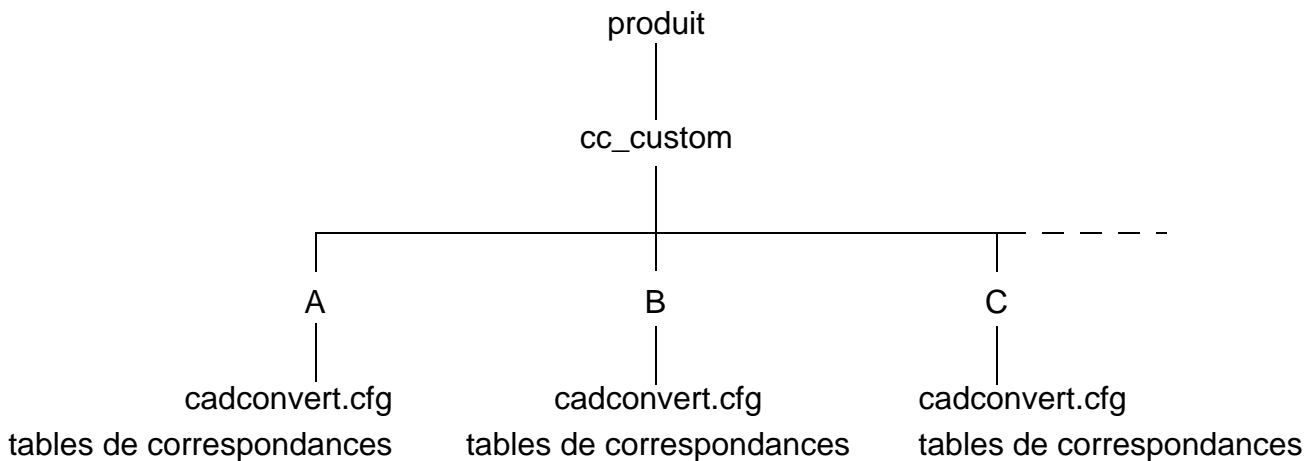 produit
cc_custom
A B C
cadconvert.cfg cadconvert.cfg cadconvert.cfg
tables de correspondances tables de correspondances tables de correspondances